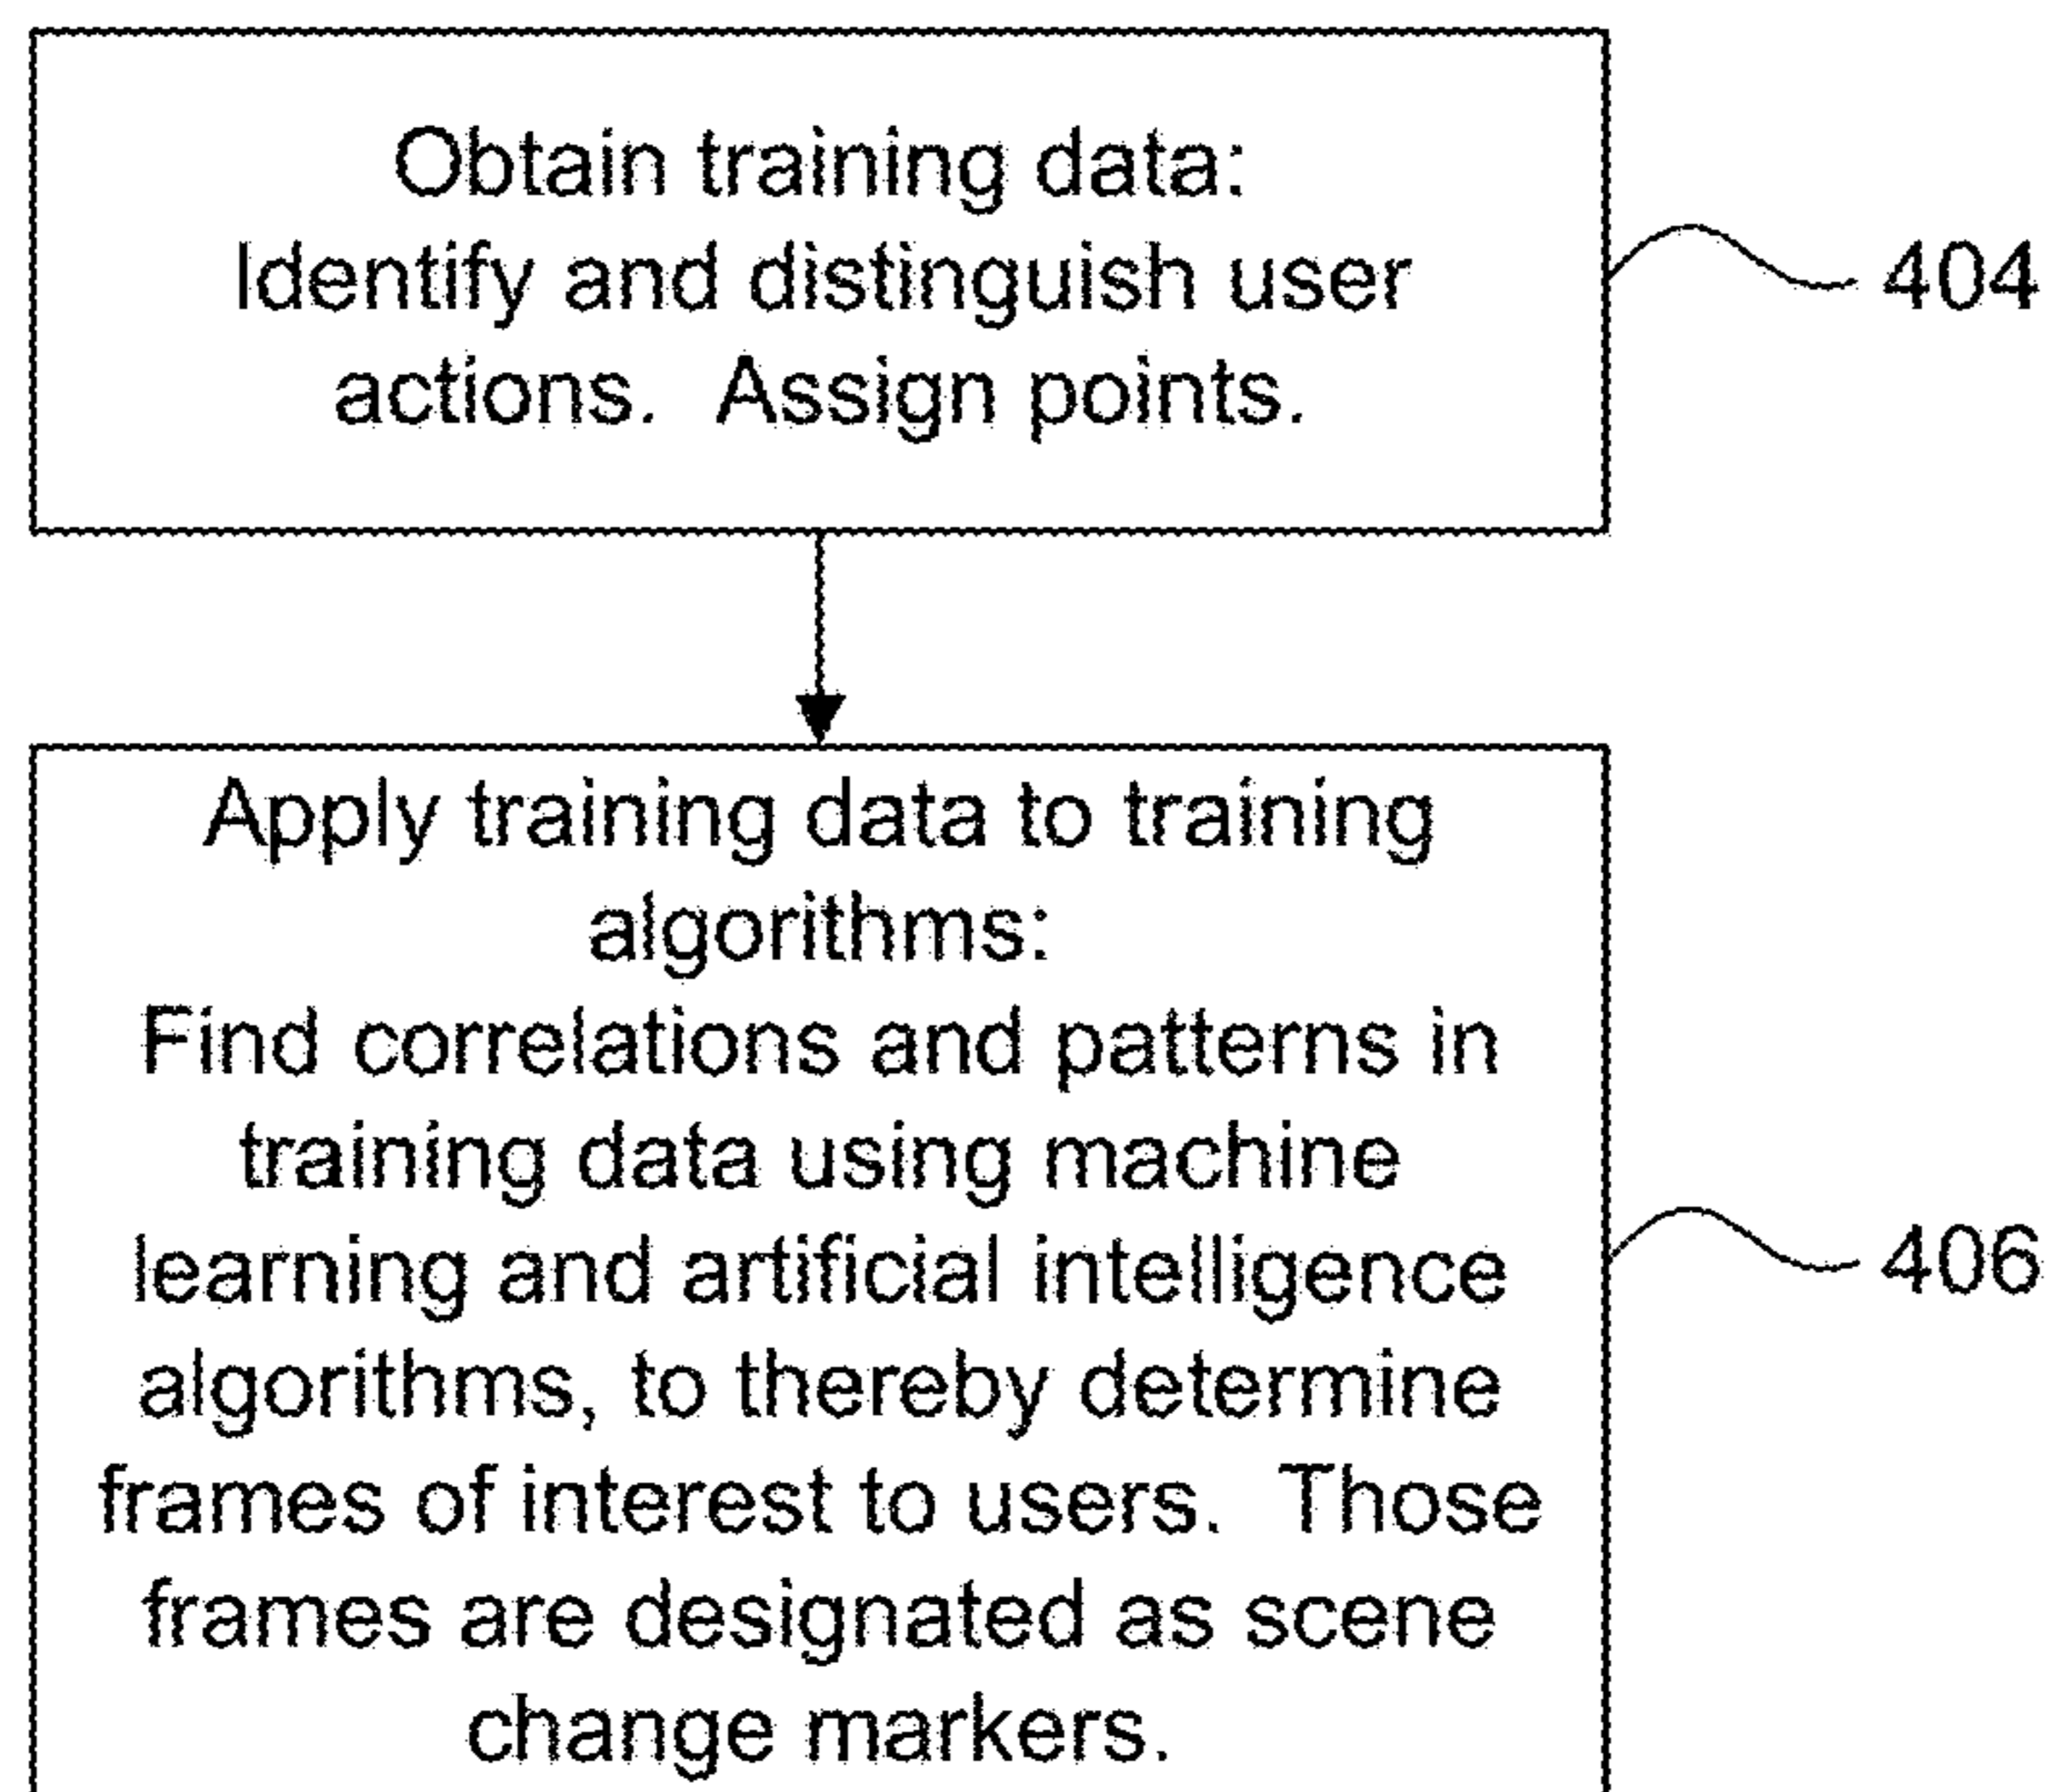 Obtain training data:
Identify and distinguish user
actions.  Assign points.
404
Apply training data to training
algorithms:
Find correlations and patterns in
training data using machine
learning and artificial intelligence
algorithms, to thereby determine
frames of interest to users.  Those
frames are designated as scene
change markers.
406